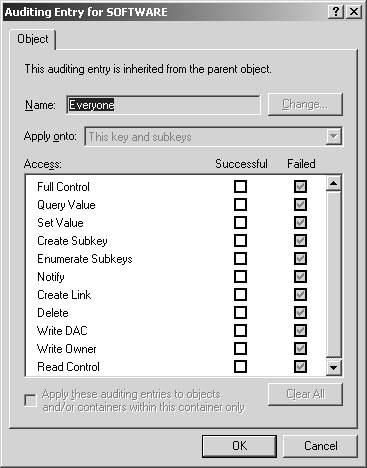 Auditing Entry for SOFTWARE
Object
This auditing entry is inherited from the parent object.
Name: Everyone Change...
Apply onto: This key and subkeys
Access: Successful Failed
Full Control
Query Value
Set Value
Create Subkey
Enumerate Subkeys
Notify
Create Link
Delete
Write DAC
Write Owner
Read Control
Apply these auditing entries to objects
and/or containers within this container only
Clear All
OK Cancel